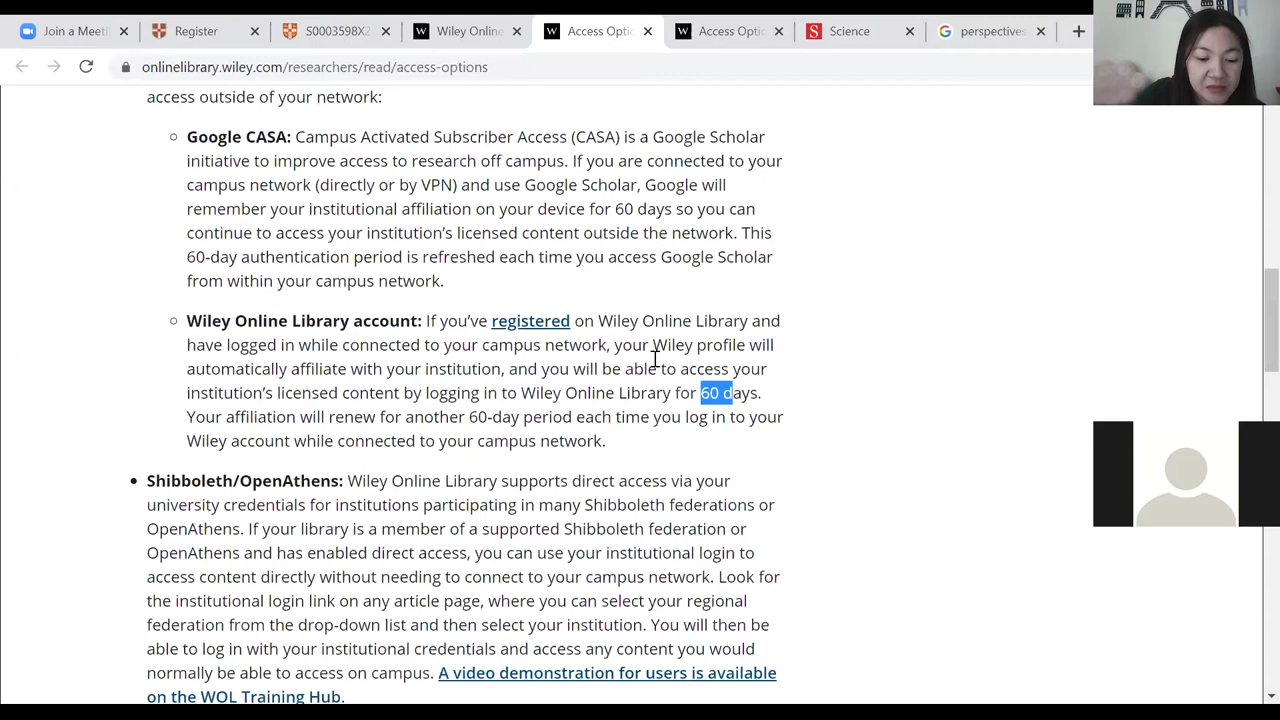 Join a Meeti
Register
S0003598X2
Wiley Online
Access Optio
Access Optio
Science
perspectives
onlinelibrary.wiley.com/researchers/read/access-options
access outside of your network:
Google CASA: Campus Activated Subscriber Access (CASA) is a Google Scholar
initiative to improve access to research off campus. If you are connected to your
campus network (directly or by VPN) and use Google Scholar, Google will
remember your institutional affiliation on your device for 60 days so you can
continue to access your institution’s licensed content outside the network. This
60-day authentication period is refreshed each time you access Google Scholar
from within your campus network.
Wiley Online Library account: If you’ve registered on Wiley Online Library and
have logged in while connected to your campus network, your Wiley profile will
automatically affiliate with your institution, and you will be able to access your
institution’s licensed content by logging in to Wiley Online Library for 60 days.
Your affiliation will renew for another 60-day period each time you log in to your
Wiley account while connected to your campus network.
Shibboleth/OpenAthens: Wiley Online Library supports direct access via your
university credentials for institutions participating in many Shibboleth federations or
OpenAthens. If your library is a member of a supported Shibboleth federation or
OpenAthens and has enabled direct access, you can use your institutional login to
access content directly without needing to connect to your campus network. Look for
the institutional login link on any article page, where you can select your regional
federation from the drop-down list and then select your institution. You will then be
able to log in with your institutional credentials and access any content you would
normally be able to access on campus. A video demonstration for users is available
on the WOL Training Hub.